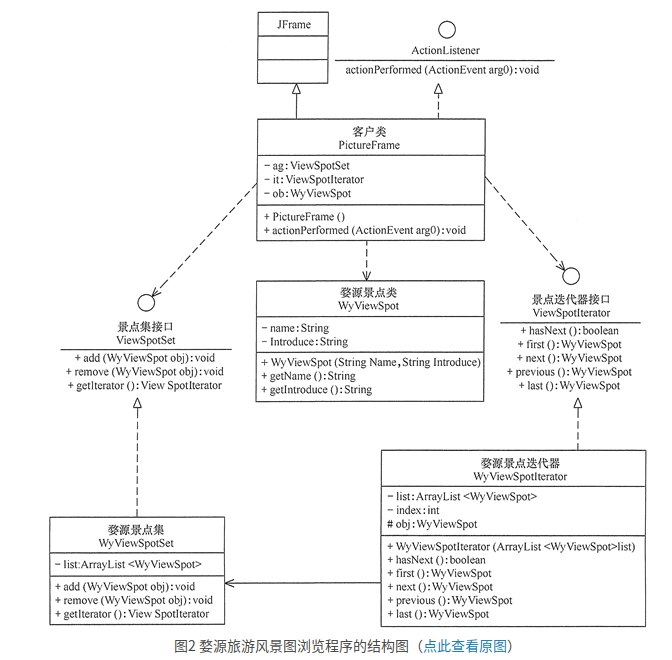 JFrame
ActionListener
actionPerformed (ActionEvent arg0): void
客户类
PictureFrame
- ag: ViewSpotSet
- it: ViewSpotIterator
- ob: WyViewSpot
+ PictureFrame ()
+ actionPerformed (ActionEvent arg0): void
景点集接口
ViewSpotSet
+ add (WyViewSpot obj): void
+ remove (WyViewSpot obj): void
+ getIterator (): View SpotIterator
婺源景点类
WyViewSpot
- name: String
- Introduce: String
+ WyViewSpot (String Name, String Introduce)
+ getName (): String
+ getIntroduce (): String
景点迭代器接口
ViewSpotIterator
+ hasNext (): boolean
+ first (): WyViewSpot
+ next (): WyViewSpot
+ previous (): WyViewSpot
+ last (): WyViewSpot
婺源景点迭代器
WyViewSpotIterator
- list: ArrayList <WyViewSpot>
- index: int
# obj: WyViewSpot
+ WyViewSpotIterator (ArrayList <WyViewSpot>list)
+ hasNext (): boolean
+ first (): WyViewSpot
+ next (): WyViewSpot
+ previous (): WyViewSpot
+ last (): WyViewSpot
婺源景点集
WyViewSpotSet
- list: ArrayList <WyViewSpot>
+ add (WyViewSpot obj): void
+ remove (WyViewSpot obj): void
+ getIterator (): View SpotIterator
图2 婺源旅游风景图浏览程序的结构图（点此查看原图）